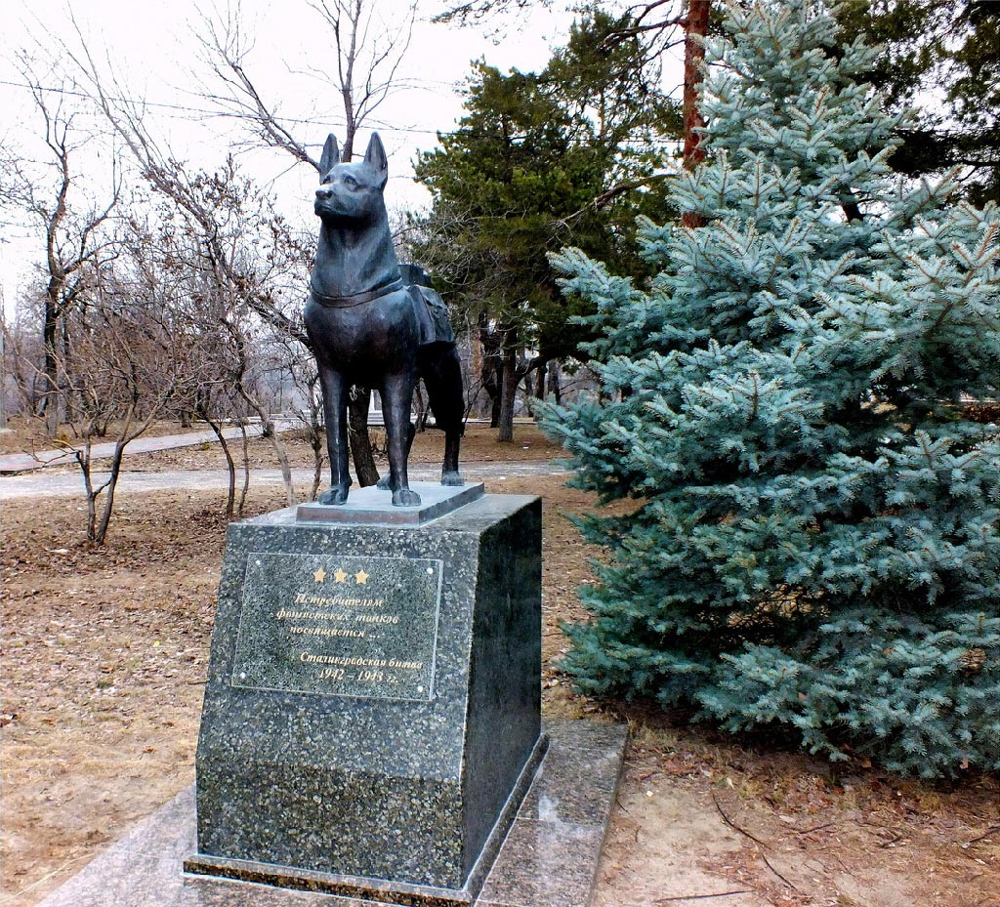 Истребителям
фашистских танков
посвящается ...
Сталинградская битва
1942 - 1943 гг.